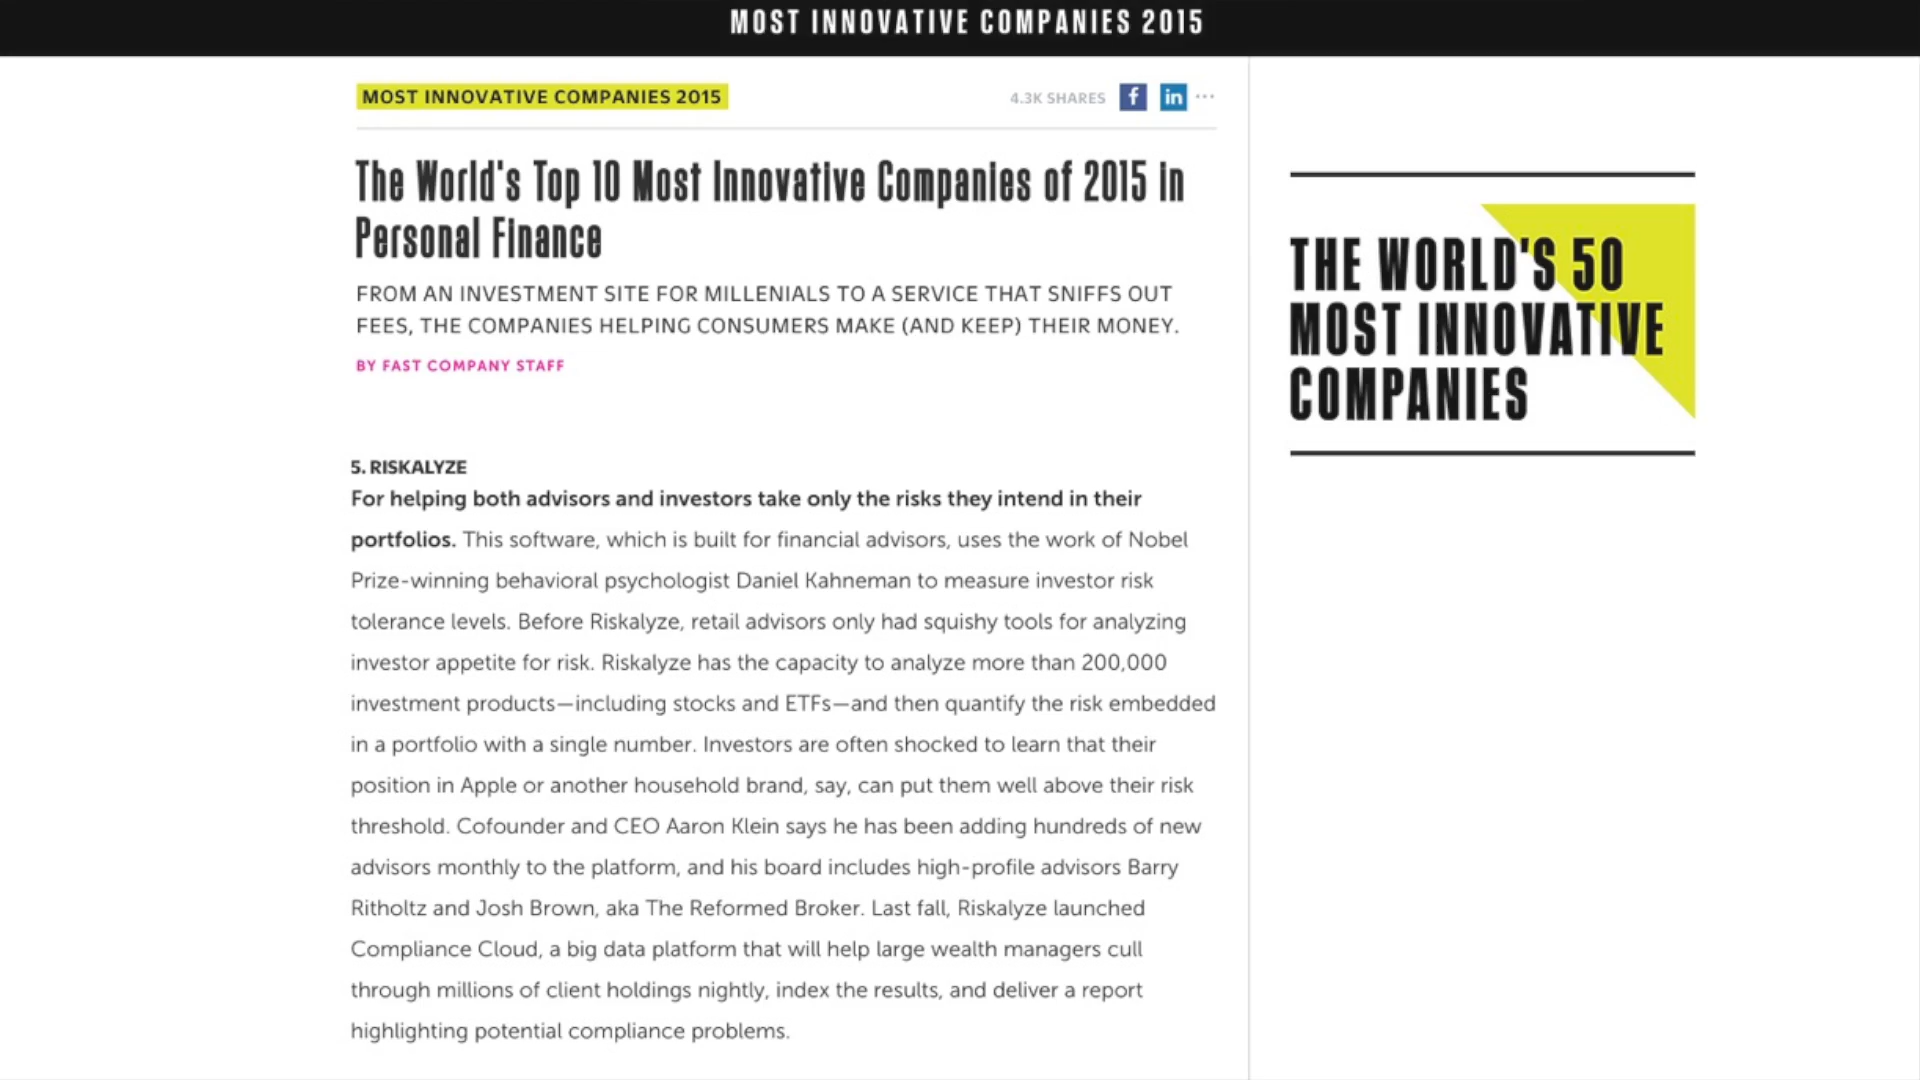 MOST INNOVATIVE COMPANIES 2015
MOST INNOVATIVE COMPANIES 2015
4.3K SHARES
f
in
...
The World's Top 10 Most Innovative Companies of 2015 in
Personal Finance
FROM AN INVESTMENT SITE FOR MILLENIALS TO A SERVICE THAT SNIFFS OUT
FEES, THE COMPANIES HELPING CONSUMERS MAKE (AND KEEP) THEIR MONEY.
BY FAST COMPANY STAFF
5. RISKALYZE
For helping both advisors and investors take only the risks they intend in their
portfolios. This software, which is built for financial advisors, uses the work of Nobel
Prize-winning behavioral psychologist Daniel Kahneman to measure investor risk
tolerance levels. Before Riskalyze, retail advisors only had squishy tools for analyzing
investor appetite for risk. Riskalyze has the capacity to analyze more than 200,000
investment products—including stocks and ETFs—and then quantify the risk embedded
in a portfolio with a single number. Investors are often shocked to learn that their
position in Apple or another household brand, say, can put them well above their risk
threshold. Cofounder and CEO Aaron Klein says he has been adding hundreds of new
advisors monthly to the platform, and his board includes high-profile advisors Barry
Ritholtz and Josh Brown, aka The Reformed Broker. Last fall, Riskalyze launched
Compliance Cloud, a big data platform that will help large wealth managers cull
through millions of client holdings nightly, index the results, and deliver a report
highlighting potential compliance problems.
THE WORLD'S 50
MOST INNOVATIVE
COMPANIES